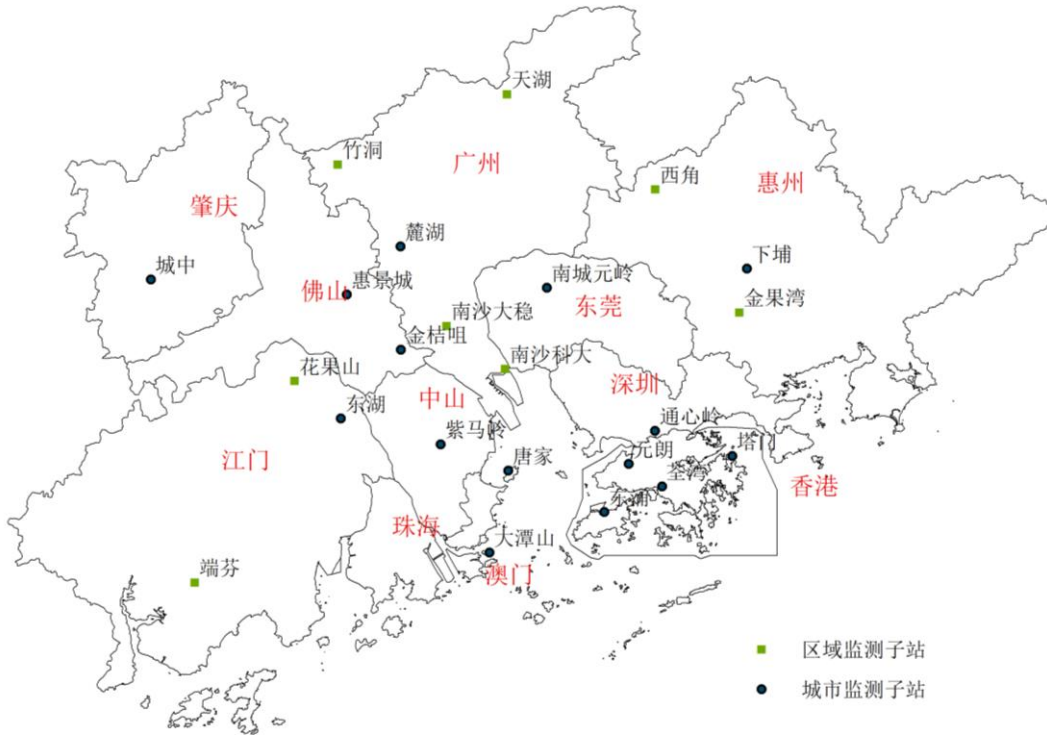 天湖
竹洞
广州
西角
惠州
肇庆
麓湖
城中
惠景城
佛山
南城元岭
下埔
东莞
金果湾
南沙大稳
金桔咀
南沙科大
花果山
深圳
东湖
中山
通心岭
紫马岭
塔门
元朗
江门
唐家
荃湾
香港
东涌
珠海
大潭山
澳门
端芬
区域监测子站
城市监测子站